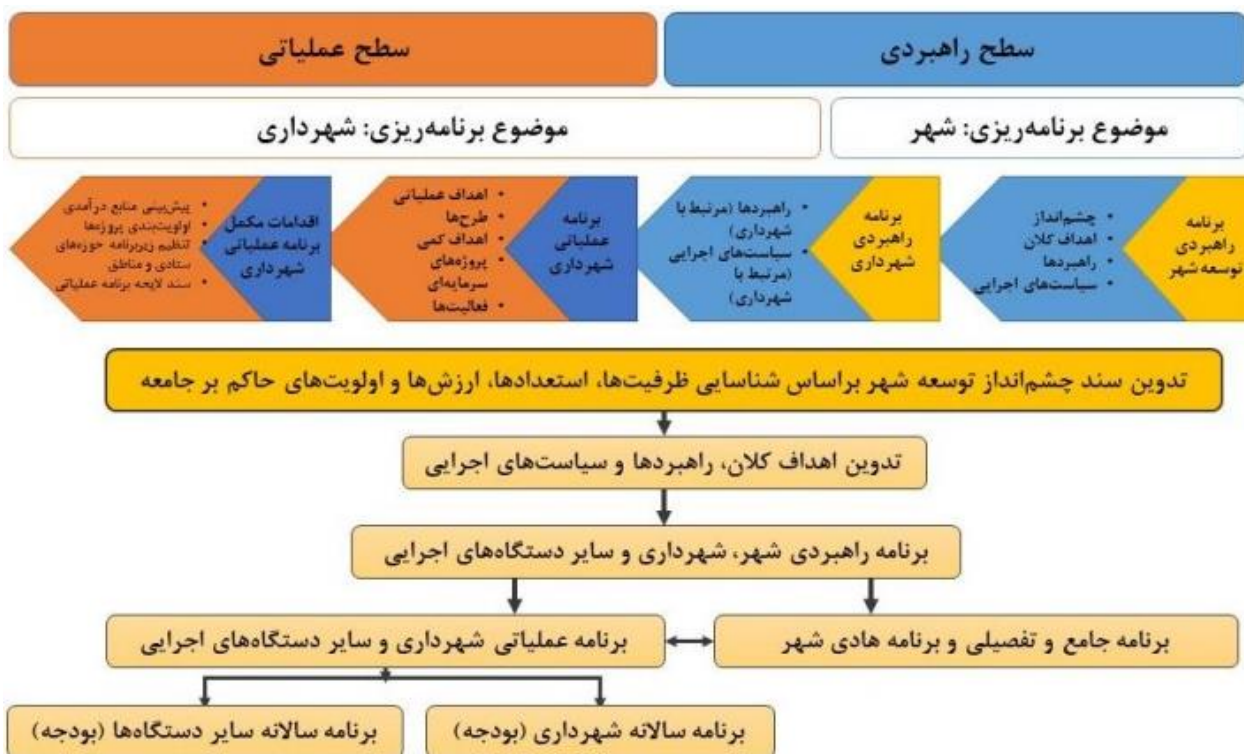 سطح راهبردی
سطح عملیاتی
موضوع برنامه‌ریزی: شهر
موضوع برنامه‌ریزی: شهرداری
برنامه
راهبردی
توسعه شهر
• چشم‌انداز
• اهداف کلان
• راهبردها
• سیاست‌های اجرایی
برنامه
راهبردی
شهرداری
• راهبردها (مرتبط با
شهرداری)
• سیاست‌های اجرایی
(مرتبط با
شهرداری)
برنامه
عملیاتی
شهرداری
• اهداف عملیاتی
• طرح‌ها
• اهداف کمی
• پروژه‌های
سرمایه‌ای
• فعالیت‌ها
اقدامات مکمل
برنامه عملیاتی
شهرداری
• پیش‌بینی منابع درآمدی
• اولویت‌بندی پروژه‌ها
• تنظیم زیربرنامه حوزه‌های
ستادی و مناطق
• سند لایحه برنامه عملیاتی
تدوین سند چشم‌انداز توسعه شهر براساس شناسایی ظرفیت‌ها، استعدادها، ارزش‌ها و اولویت‌های حاکم بر جامعه
تدوین اهداف کلان، راهبردها و سیاست‌های اجرایی
برنامه راهبردی شهر، شهرداری و سایر دستگاه‌های اجرایی
برنامه جامع و تفصیلی و برنامه هادی شهر
برنامه عملیاتی شهرداری و سایر دستگاه‌های اجرایی
برنامه سالانه شهرداری (بودجه)
برنامه سالانه سایر دستگاه‌ها (بودجه)